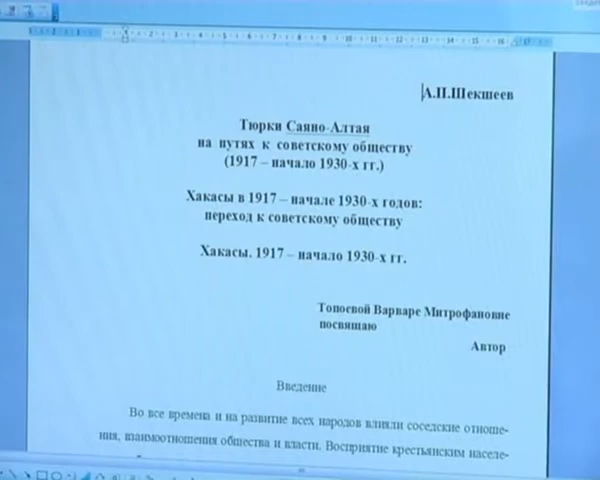 А.П.Шекшеев
Тюрки Саяно-Алтая
на путях к советскому обществу
(1917 – начало 1930-х гг.)
Хакасы в 1917 – начале 1930-х годов:
переход к советскому обществу
Хакасы. 1917 – начало 1930-х гг.
Топоевой Варваре Митрофановне
посвящаю
Автор
Введение
Во все времена и на развитие всех народов влияли соседские отноше-
ния, взаимоотношения общества и власти. Восприятие крестьянским населе-